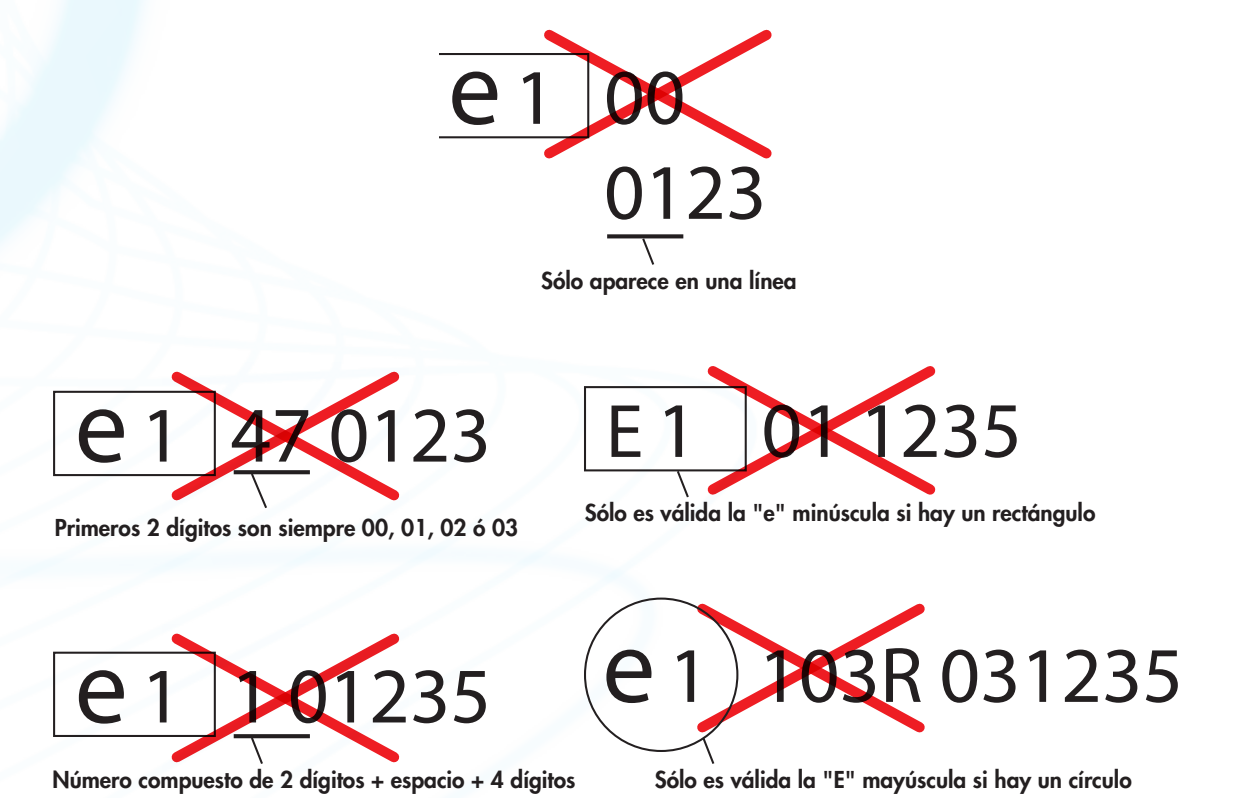 e 1 00
0123
Sólo aparece en una línea
e 1 47 0123
Primeros 2 dígitos son siempre 00, 01, 02 ó 03
E 1 01 1235
Sólo es válida la "e" minúscula si hay un rectángulo
e 1 1 01235
Número compuesto de 2 dígitos + espacio + 4 dígitos
e 1 103R 031235
Sólo es válida la "E" mayúscula si hay un círculo